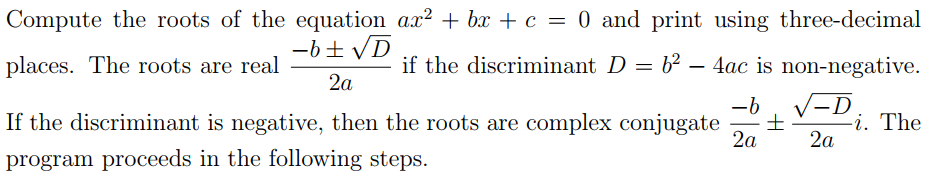 Compute the roots of the equation $ax^2 + bx + c = 0$ and print using three-decimal
places. The roots are real $\dfrac{-b \pm \sqrt{D}}{2a}$ if the discriminant $D = b^2 - 4ac$ is non-negative.
If the discriminant is negative, then the roots are complex conjugate $\dfrac{-b}{2a} \pm \dfrac{\sqrt{-D}}{2a}i$. The
program proceeds in the following steps.